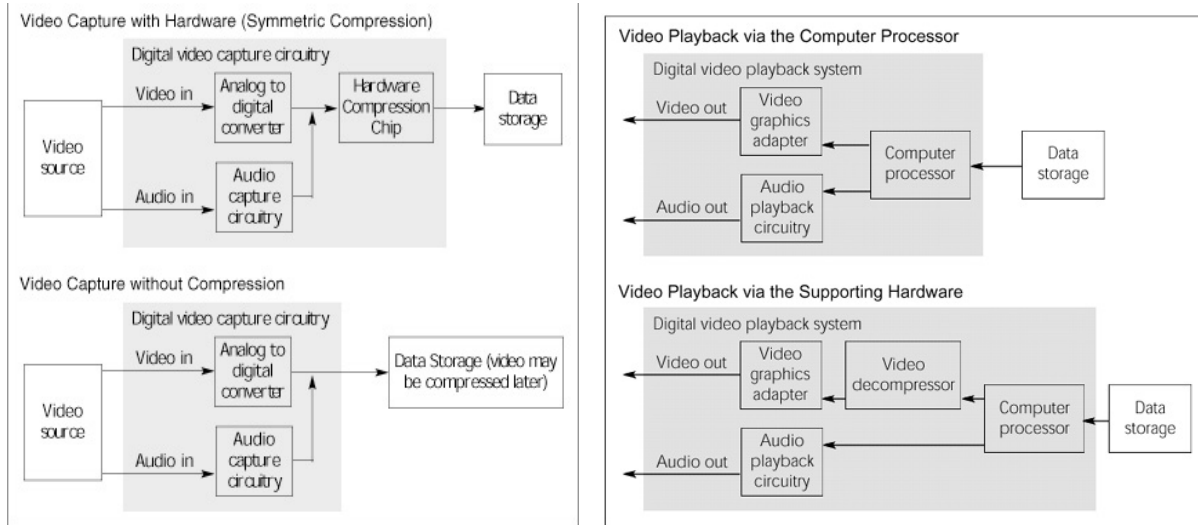 Video Capture with Hardware (Symmetric Compression)
Digital video capture circuitry
Video in
Analog to
digital
converter
Hardware
Compression
Chip
Data
storage
Video
source
Audio in
Audio
capture
circuitry
Video Capture without Compression
Digital video capture circuitry
Video in
Analog to
digital
converter
Data Storage (video may
be compressed later)
Video
source
Audio in
Audio
capture
circuitry
Video Playback via the Computer Processor
Digital video playback system
Video out
Video
graphics
adapter
Computer
processor
Data
storage
Audio out
Audio
playback
circuitry
Video Playback via the Supporting Hardware
Digital video playback system
Video out
Video
graphics
adapter
Video
decompressor
Computer
processor
Data
storage
Audio out
Audio
playback
circuitry